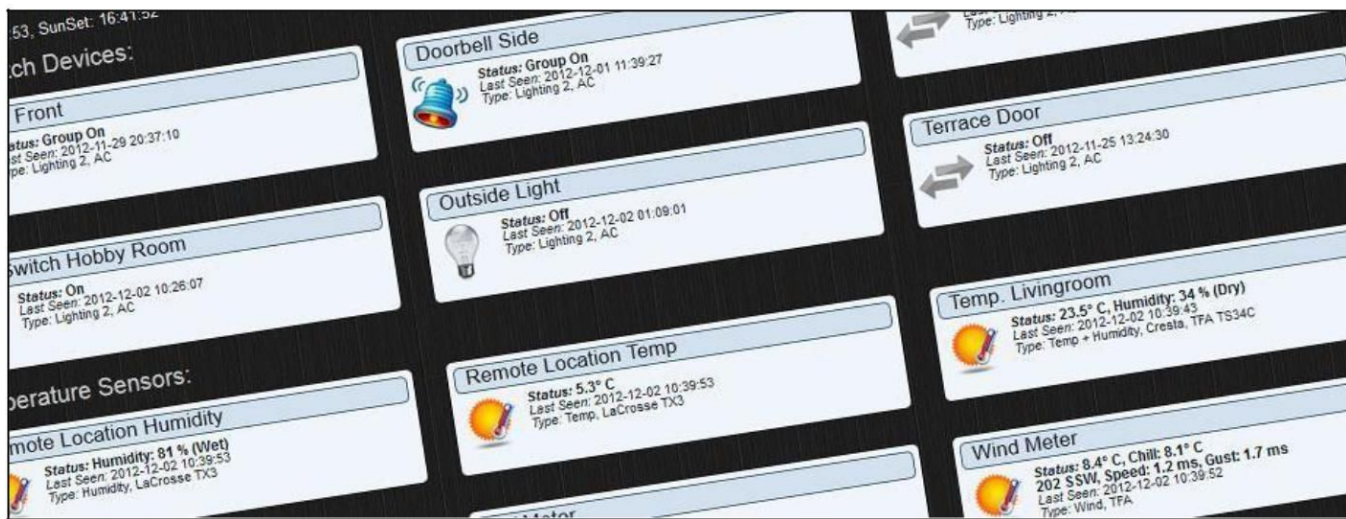 :53, SunSet: 16:41:52
ch Devices:
Front
Status: Group On
Last Seen: 2012-11-29 20:37:10
Type: Lighting 2, AC
Doorbell Side
Status: Group On
Last Seen: 2012-12-01 11:39:27
Type: Lighting 2, AC
Type: Lighting 2,
Switch Hobby Room
Status: On
Last Seen: 2012-12-02 10:26:07
Type: Lighting 2, AC
Outside Light
Status: Off
Last Seen: 2012-12-02 01:09:01
Type: Lighting 2, AC
Terrace Door
Status: Off
Last Seen: 2012-11-25 13:24:30
Type: Lighting 2, AC
perature Sensors:
mote Location Humidity
Status: Humidity: 81 % (Wet)
Last Seen: 2012-12-02 10:39:53
Type: Humidity, LaCrosse TX3
Remote Location Temp
Status: 5.3° C
Last Seen: 2012-12-02 10:39:53
Type: Temp, LaCrosse TX3
Temp. Livingroom
Status: 23.5° C, Humidity: 34 % (Dry)
Last Seen: 2012-12-02 10:39:43
Type: Temp + Humidity, Cresta, TFA TS34C
Meter
Wind Meter
Status: 8.4° C, Chill: 8.1° C
202 SSW, Speed: 1.2 ms, Gust: 1.7 ms
Last Seen: 2012-12-02 10:39:52
Type: Wind, TFA